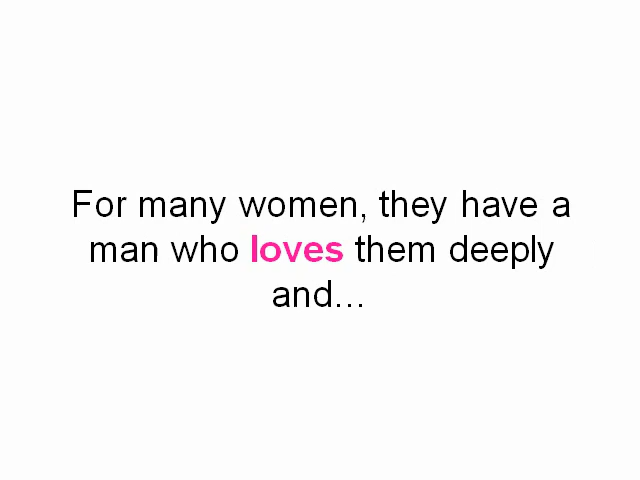 For many women, they have a
man who loves them deeply
and...